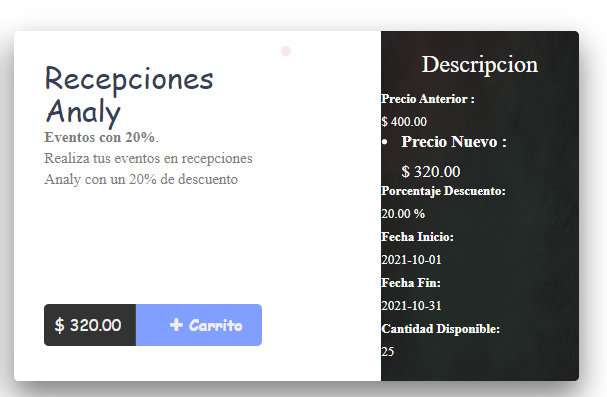 Recepciones
Analy
Eventos con 20%.
Realiza tus eventos en recepciones
Analy con un 20% de descuento
$ 320.00
+ Carrito
Descripcion
Precio Anterior :
$ 400.00
• Precio Nuevo :
$ 320.00
Porcentaje Descuento:
20.00 %
Fecha Inicio:
2021-10-01
Fecha Fin:
2021-10-31
Cantidad Disponible:
25